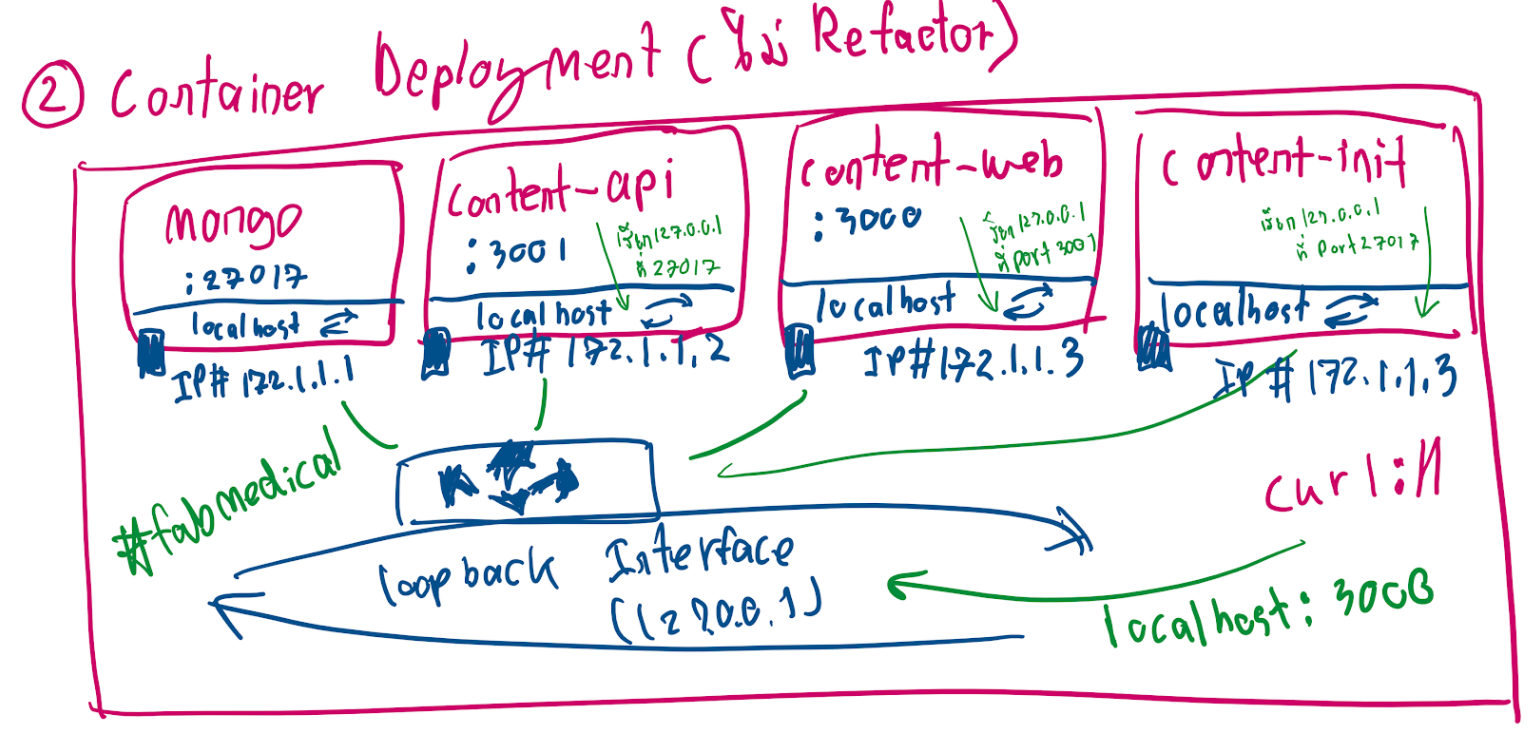 ② Container Deployment (ไม่ Refactor)
mongo
:27017
localhost
IP# 172.1.1.1
content-api
:3001
เรียก 127.0.0.1
ที่ 27017
localhost
IP# 172.1.1.2
content-web
:3000
เรียก 127.0.0.1
ที่ port 3001
localhost
IP# 172.1.1.3
content-init
เรียก 127.0.0.1
ที่ port 27017
localhost
IP # 172.1.1.3
#fabmedical
loopback Interface
(127.0.0.1)
localhost: 3000